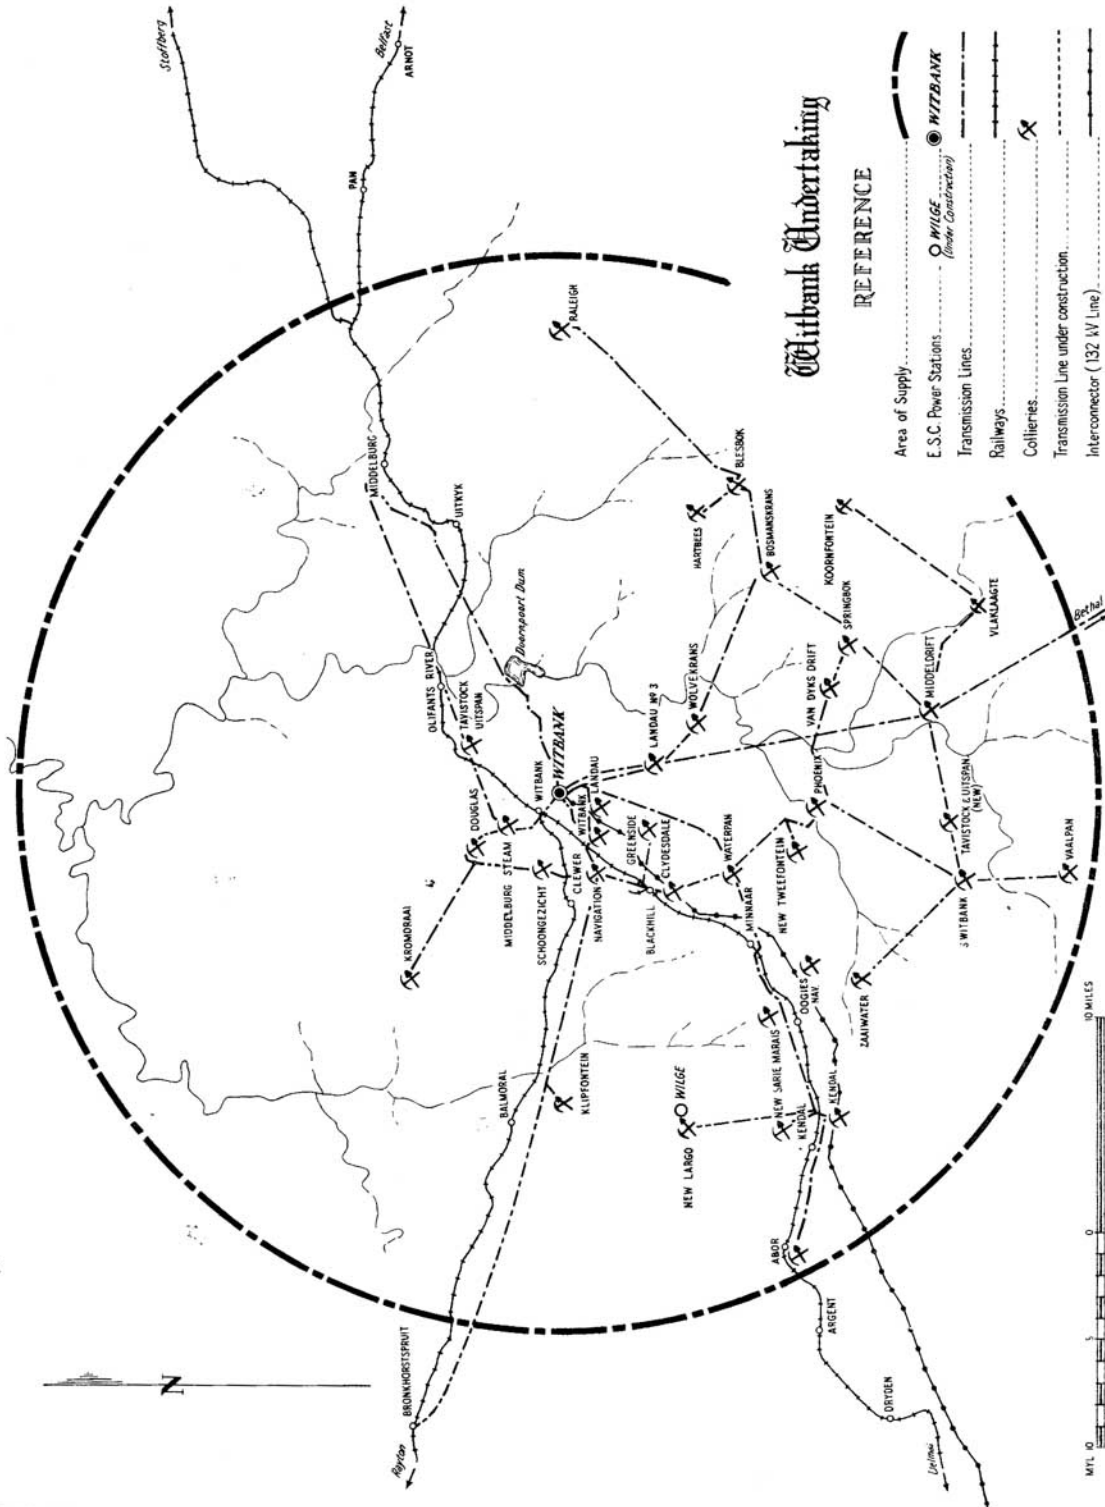 Stoffberg
Belfast
ARNOT
PAN
RALEIGH
MIDDELBURG
UITKYK
BLESBOK
HARTBEES
BOSMANSKRANS
KOORNFONTEIN
SPRINGBOK
VLAKLAAGTE
Bethal
Doornpoort Dam
OLIFANTS RIVER
TAVISTOCK
UITSPAN
WOLVEKRANS
VAN DYKS DRIFT
MIDDELDRIFT
LANDAU Nº 3
WITBANK
WITBANK
DOUGLAS
LANDAU
WITBANK
PHOENIX
TAVISTOCK & UITSPAN
(NEW)
MIDDELBURG STEAM
GREENSIDE
CLYDESDALE
WATERPAN
VAALPAN
SCHOONGEZICHT
CLEWER
NAVIGATION
BLACKHILL
MINNAAR
NEW TWEEFONTEIN
S WITBANK
KROMDRAAI
OOGIES
NAV.
ZAAIWATER
NEW SARIE MARAIS
KLIPFONTEIN
BALMORAL
WILGE
KENDAL
KENDAL
NEW LARGO
ABOR
ARGENT
DRYDEN
Delmas
BRONKHORSTSPRUIT
Rayton
N
Witbank Undertaking
REFERENCE
Area of Supply
E.S.C. Power Stations WILGE WITBANK
(Under Construction)
Transmission Lines
Railways
Collieries
Transmission Line under construction
Interconnector (132 kV Line)
MYL 10 5 0 10 MILES